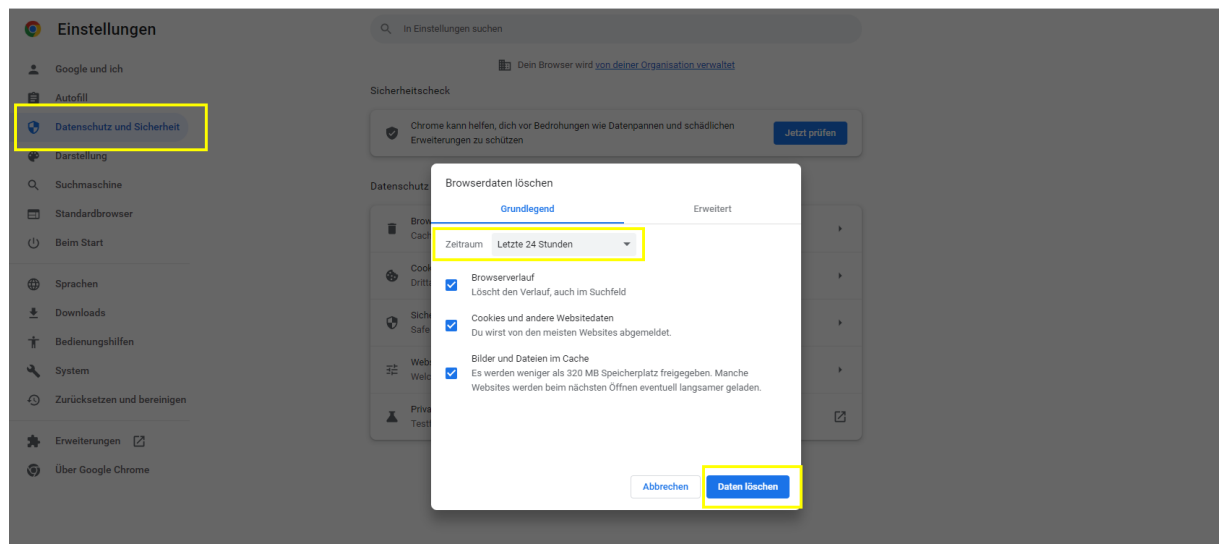 Einstellungen
In Einstellungen suchen
Google und ich
Autofill
Datenschutz und Sicherheit
Darstellung
Suchmaschine
Standardbrowser
Beim Start
Sprachen
Downloads
Bedienungshilfen
System
Zurücksetzen und bereinigen
Erweiterungen
Über Google Chrome
Dein Browser wird von deiner Organisation verwaltet
Sicherheitscheck
Chrome kann helfen, dich vor Bedrohungen wie Datenpannen und schädlichen
Erweiterungen zu schützen
Jetzt prüfen
Datenschutz
Browserdaten löschen
Grundlegend Erweitert
Zeitraum Letzte 24 Stunden
Browserverlauf
Löscht den Verlauf, auch im Suchfeld
Cookies und andere Websitedaten
Du wirst von den meisten Websites abgemeldet.
Bilder und Dateien im Cache
Es werden weniger als 320 MB Speicherplatz freigegeben. Manche
Websites werden beim nächsten Öffnen eventuell langsamer geladen.
Abbrechen Daten löschen